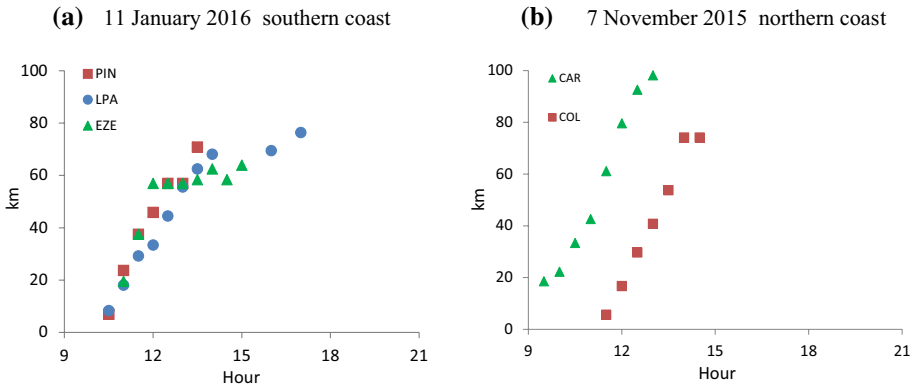 (a) 11 January 2016 southern coast
100
80
60
40
20
0
km
PIN
LPA
EZE
9 12 15 18 21
Hour
(b) 7 November 2015 northern coast
100
80
60
40
20
0
km
CAR
COL
9 12 15 18 21
Hour